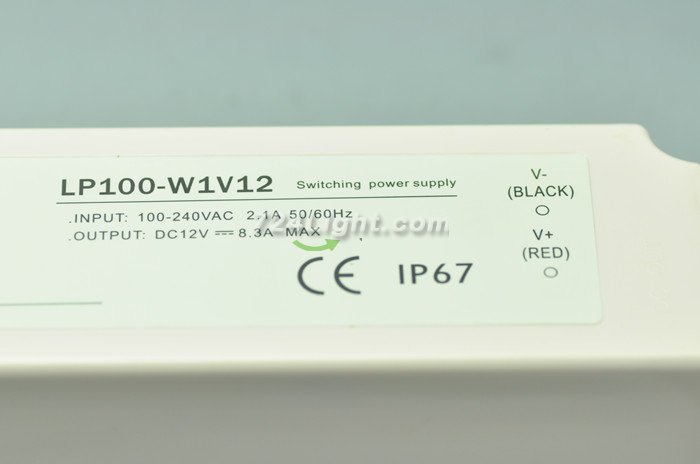 LP100-W1V12 Switching power supply
.INPUT: 100-240VAC 2.1A 50/60Hz
.OUTPUT: DC12V 8.3A MAX
CE IP67
V-
(BLACK)
V+
(RED)